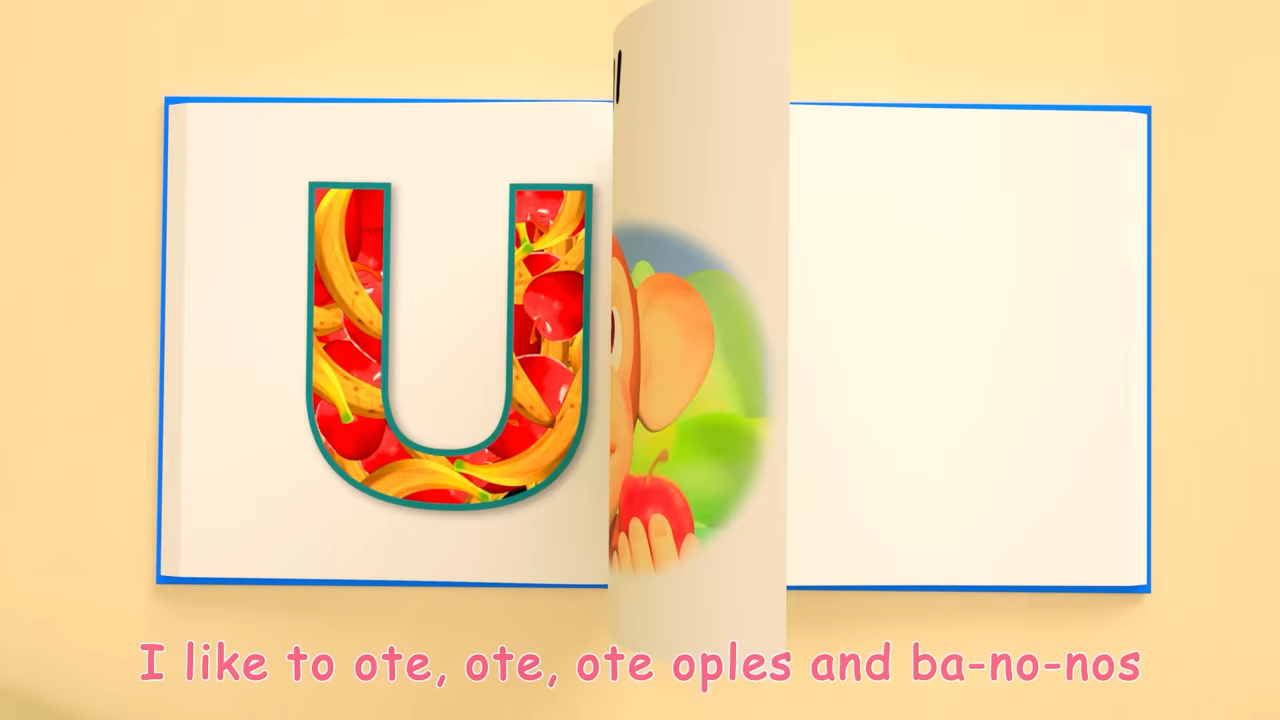 U
I like to ote, ote, ote oples and ba-no-nos